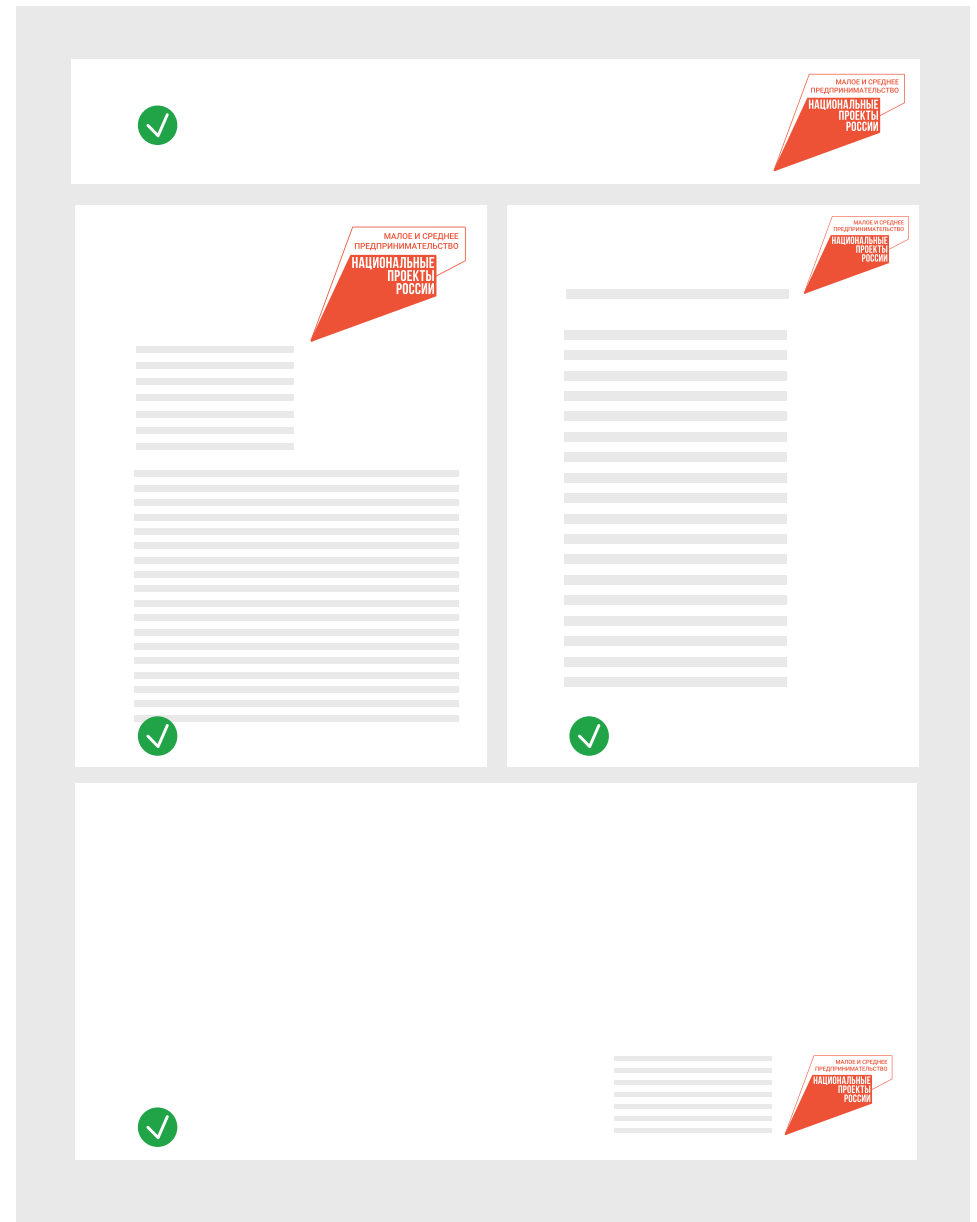 МАЛОЕ И СРЕДНЕЕ
ПРЕДПРИНИМАТЕЛЬСТВО
НАЦИОНАЛЬНЫЕ
ПРОЕКТЫ
РОССИИ
МАЛОЕ И СРЕДНЕЕ
ПРЕДПРИНИМАТЕЛЬСТВО
НАЦИОНАЛЬНЫЕ
ПРОЕКТЫ
РОССИИ
МАЛОЕ И СРЕДНЕЕ
ПРЕДПРИНИМАТЕЛЬСТВО
НАЦИОНАЛЬНЫЕ
ПРОЕКТЫ
РОССИИ
МАЛОЕ И СРЕДНЕЕ
ПРЕДПРИНИМАТЕЛЬСТВО
НАЦИОНАЛЬНЫЕ
ПРОЕКТЫ
РОССИИ